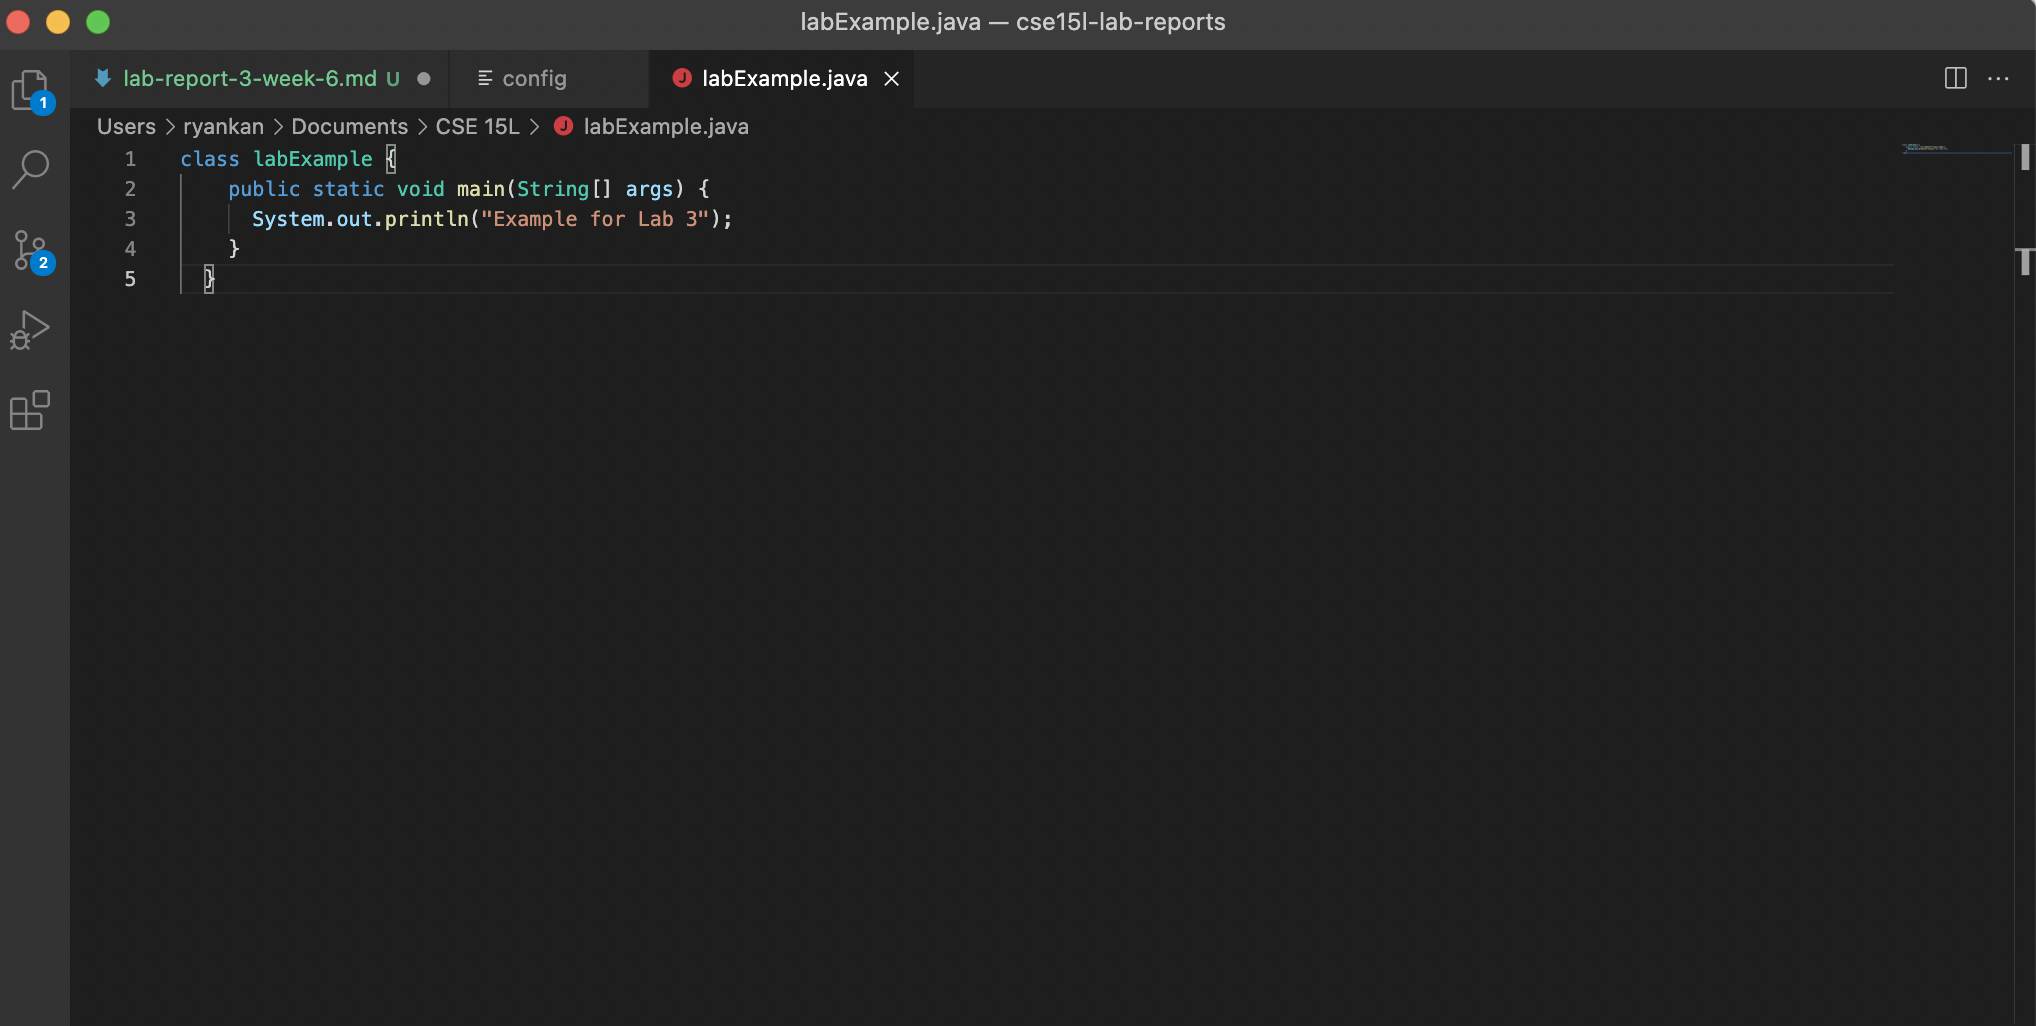 labExample.java — cse15l-lab-reports
lab-report-3-week-6.md U
config
labExample.java
1
Users > ryankan > Documents > CSE 15L > J labExample.java
1 class labExample {
2     public static void main(String[] args) {
3       System.out.println("Example for Lab 3");
4     }
5   }
2